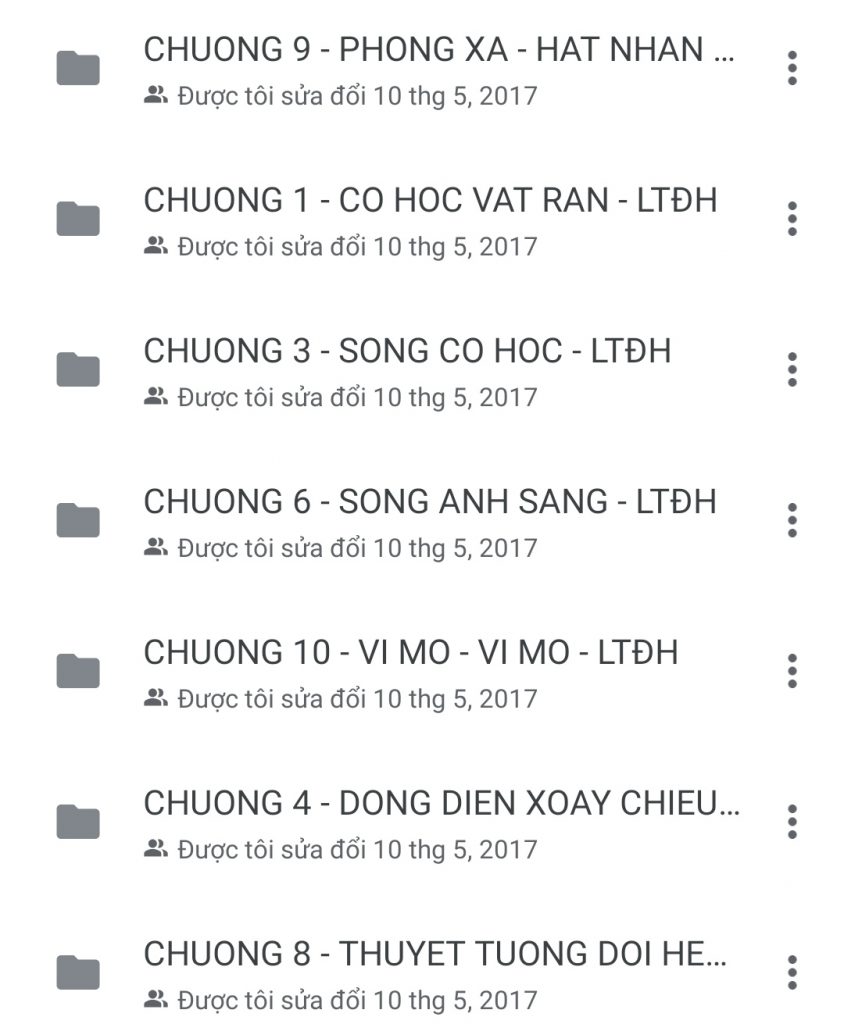 CHUONG 9 - PHONG XA - HAT NHAN ...
Được tôi sửa đổi 10 thg 5, 2017
CHUONG 1 - CO HOC VAT RAN - LTĐH
Được tôi sửa đổi 10 thg 5, 2017
CHUONG 3 - SONG CO HOC - LTĐH
Được tôi sửa đổi 10 thg 5, 2017
CHUONG 6 - SONG ANH SANG - LTĐH
Được tôi sửa đổi 10 thg 5, 2017
CHUONG 10 - VI MO - VI MO - LTĐH
Được tôi sửa đổi 10 thg 5, 2017
CHUONG 4 - DONG DIEN XOAY CHIEU...
Được tôi sửa đổi 10 thg 5, 2017
CHUONG 8 - THUYET TUONG DOI HE...
Được tôi sửa đổi 10 thg 5, 2017